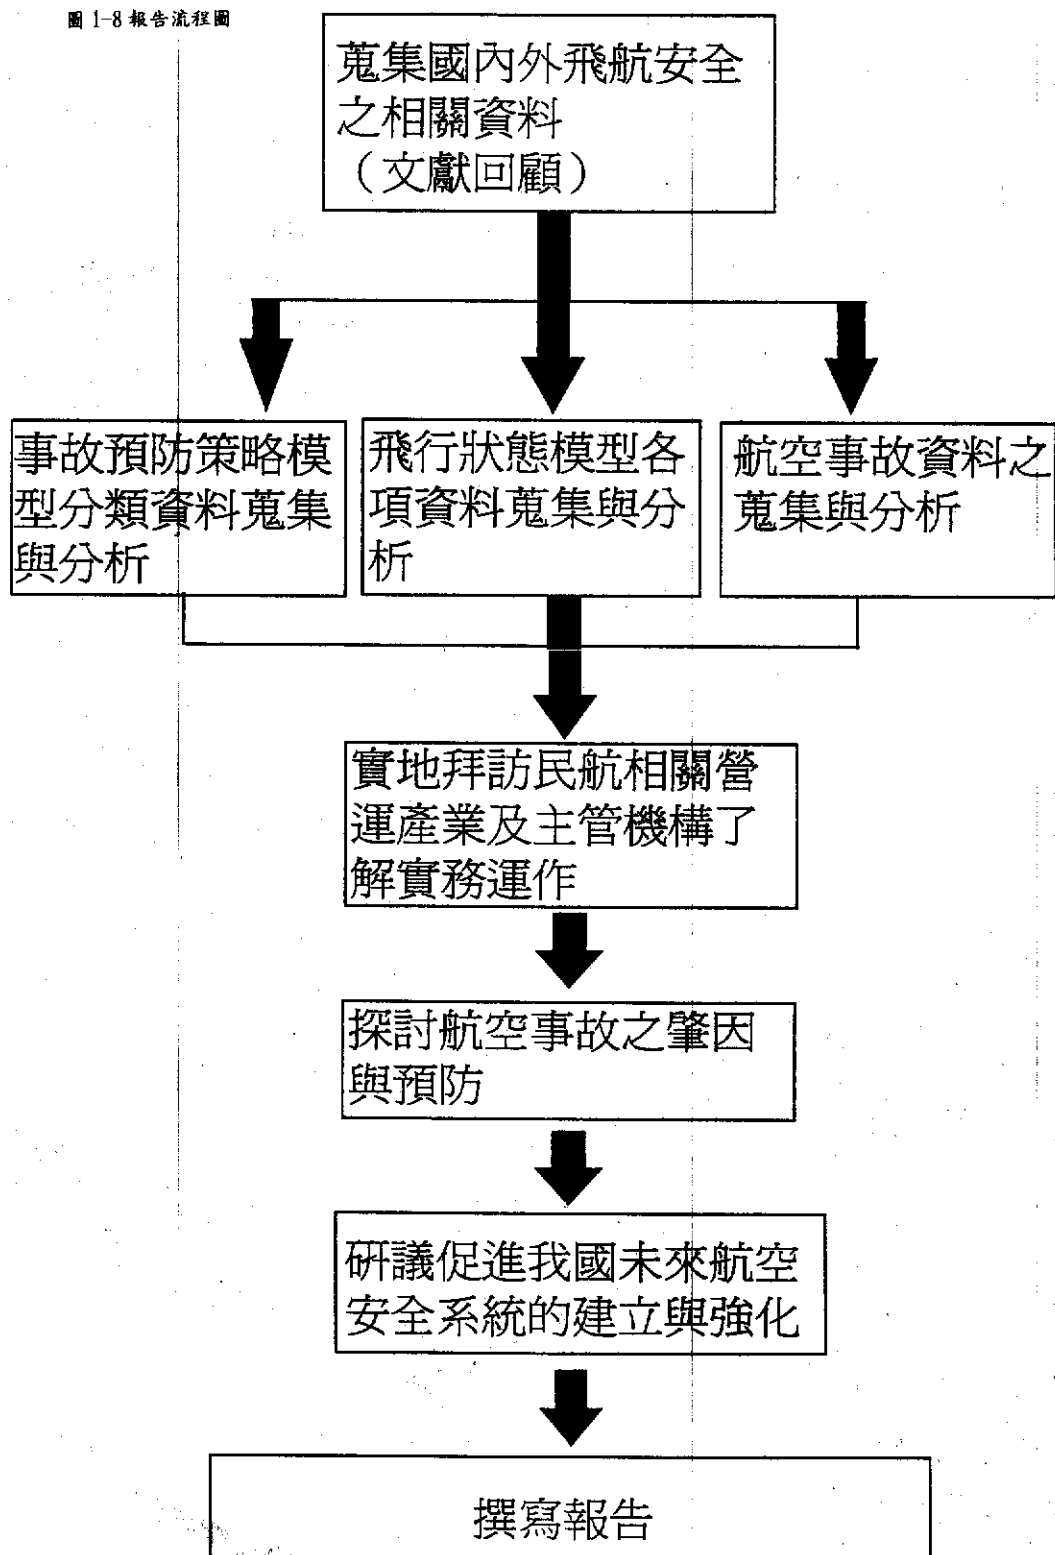 圖 1-8 報告流程圖
蒐集國內外飛航安全
之相關資料
（文獻回顧）
事故預防策略模
型分類資料蒐集
與分析
飛行狀態模型各
項資料蒐集與分
析
航空事故資料之
蒐集與分析
實地拜訪民航相關營
運產業及主管機構了
解實務運作
探討航空事故之肇因
與預防
研議促進我國未來航空
安全系統的建立與強化
撰寫報告